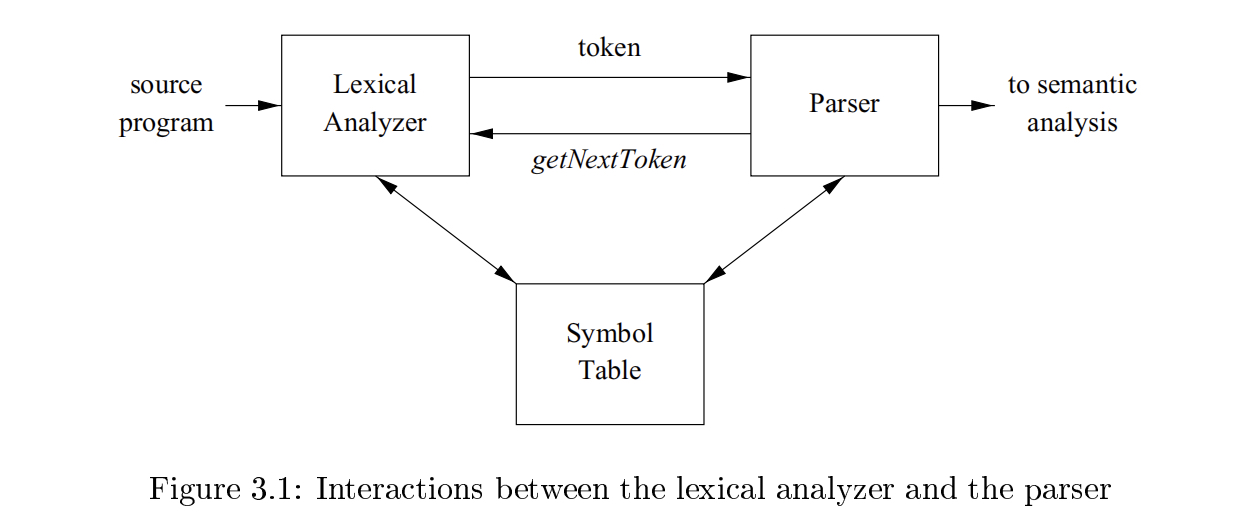 source
program
Lexical
Analyzer
token
getNextToken
Parser
to semantic
analysis
Symbol
Table
Figure 3.1: Interactions between the lexical analyzer and the parser